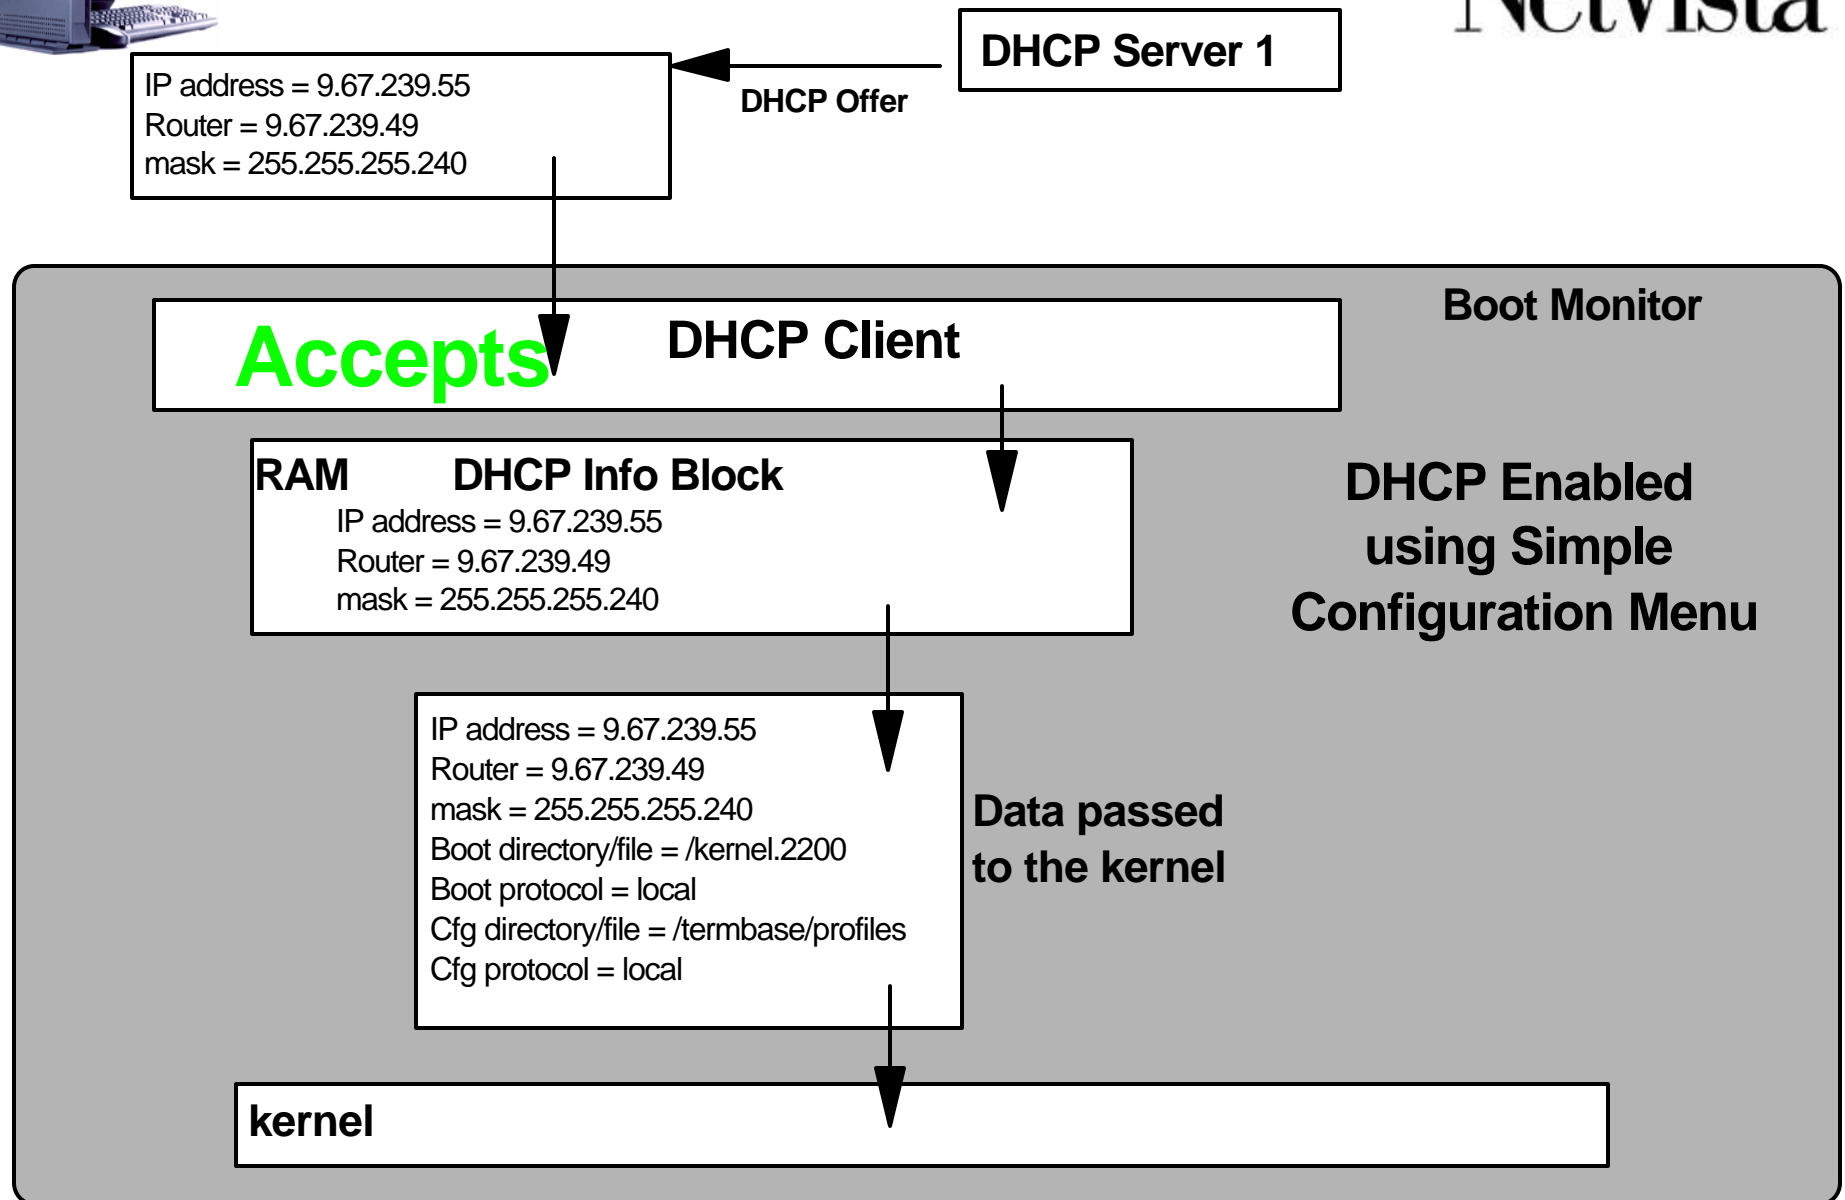 NetVista
DHCP Server 1
DHCP Offer
IP address = 9.67.239.55
Router = 9.67.239.49
mask = 255.255.255.240
Boot Monitor
Accepts
DHCP Client
RAM DHCP Info Block
IP address = 9.67.239.55
Router = 9.67.239.49
mask = 255.255.255.240
DHCP Enabled
using Simple
Configuration Menu
IP address = 9.67.239.55
Router = 9.67.239.49
mask = 255.255.255.240
Boot directory/file = /kernel.2200
Boot protocol = local
Cfg directory/file = /termbase/profiles
Cfg protocol = local
Data passed
to the kernel
kernel